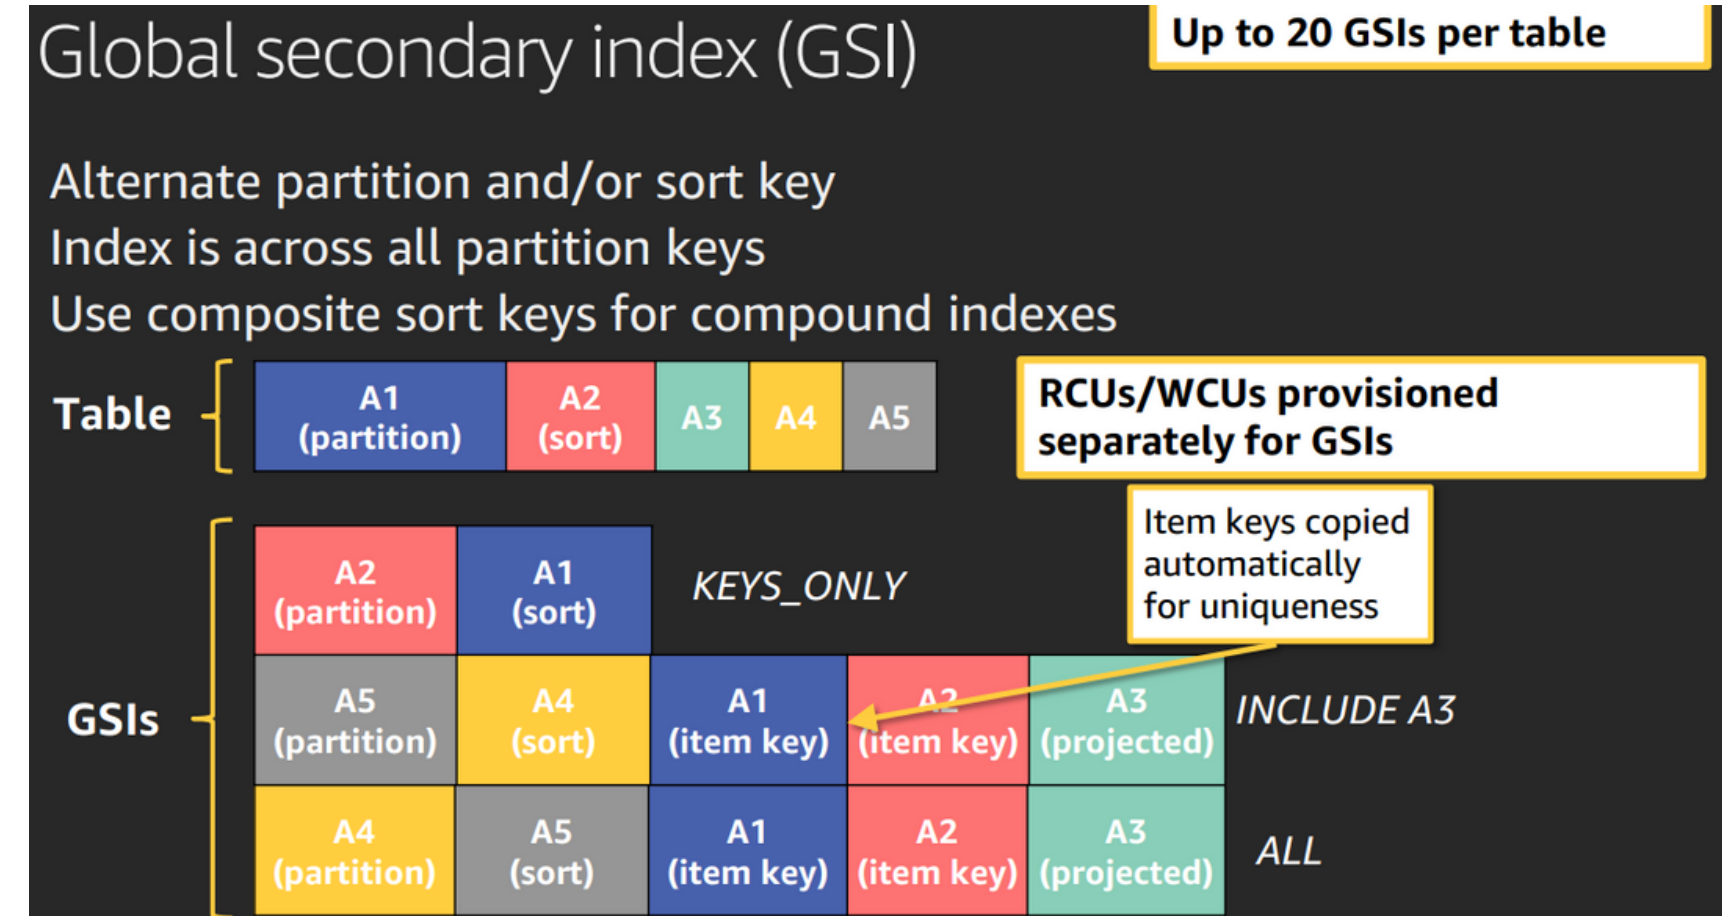 Global secondary index (GSI)
Up to 20 GSIs per table
Alternate partition and/or sort key
Index is across all partition keys
Use composite sort keys for compound indexes
Table
A1
(partition)
A2
(sort)
A3
A4
A5
RCUs/WCUs provisioned
separately for GSIs
Item keys copied
automatically
for uniqueness
GSIs
A2
(partition)
A1
(sort)
KEYS_ONLY
A5
(partition)
A4
(sort)
A1
(item key)
A2
(item key)
A3
(projected)
INCLUDE A3
A4
(partition)
A5
(sort)
A1
(item key)
A2
(item key)
A3
(projected)
ALL